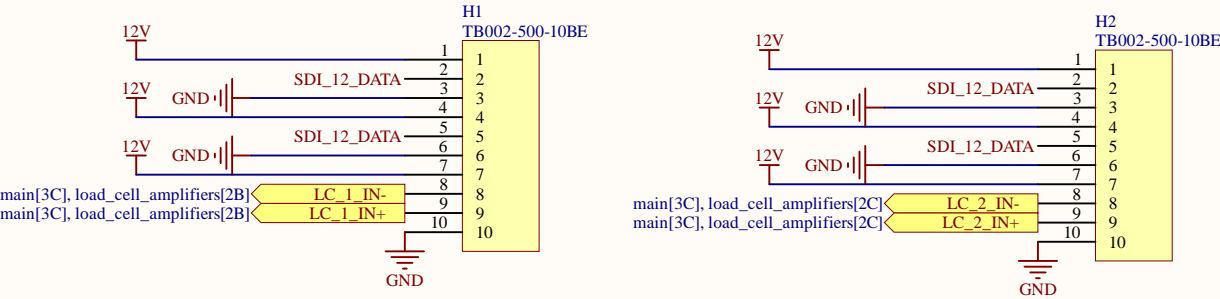 H1
TB002-500-10BE
12V
1 1
SDI_12_DATA 2 2
12V GND 3 3
4 4
SDI_12_DATA 5 5
12V GND 6 6
7 7
main[3C], load_cell_amplifiers[2B] LC_1_IN- 8 8
main[3C], load_cell_amplifiers[2B] LC_1_IN+ 9 9
10 10
GND
H2
TB002-500-10BE
12V
1 1
SDI_12_DATA 2 2
12V GND 3 3
4 4
SDI_12_DATA 5 5
12V GND 6 6
7 7
main[3C], load_cell_amplifiers[2C] LC_2_IN- 8 8
main[3C], load_cell_amplifiers[2C] LC_2_IN+ 9 9
10 10
GND